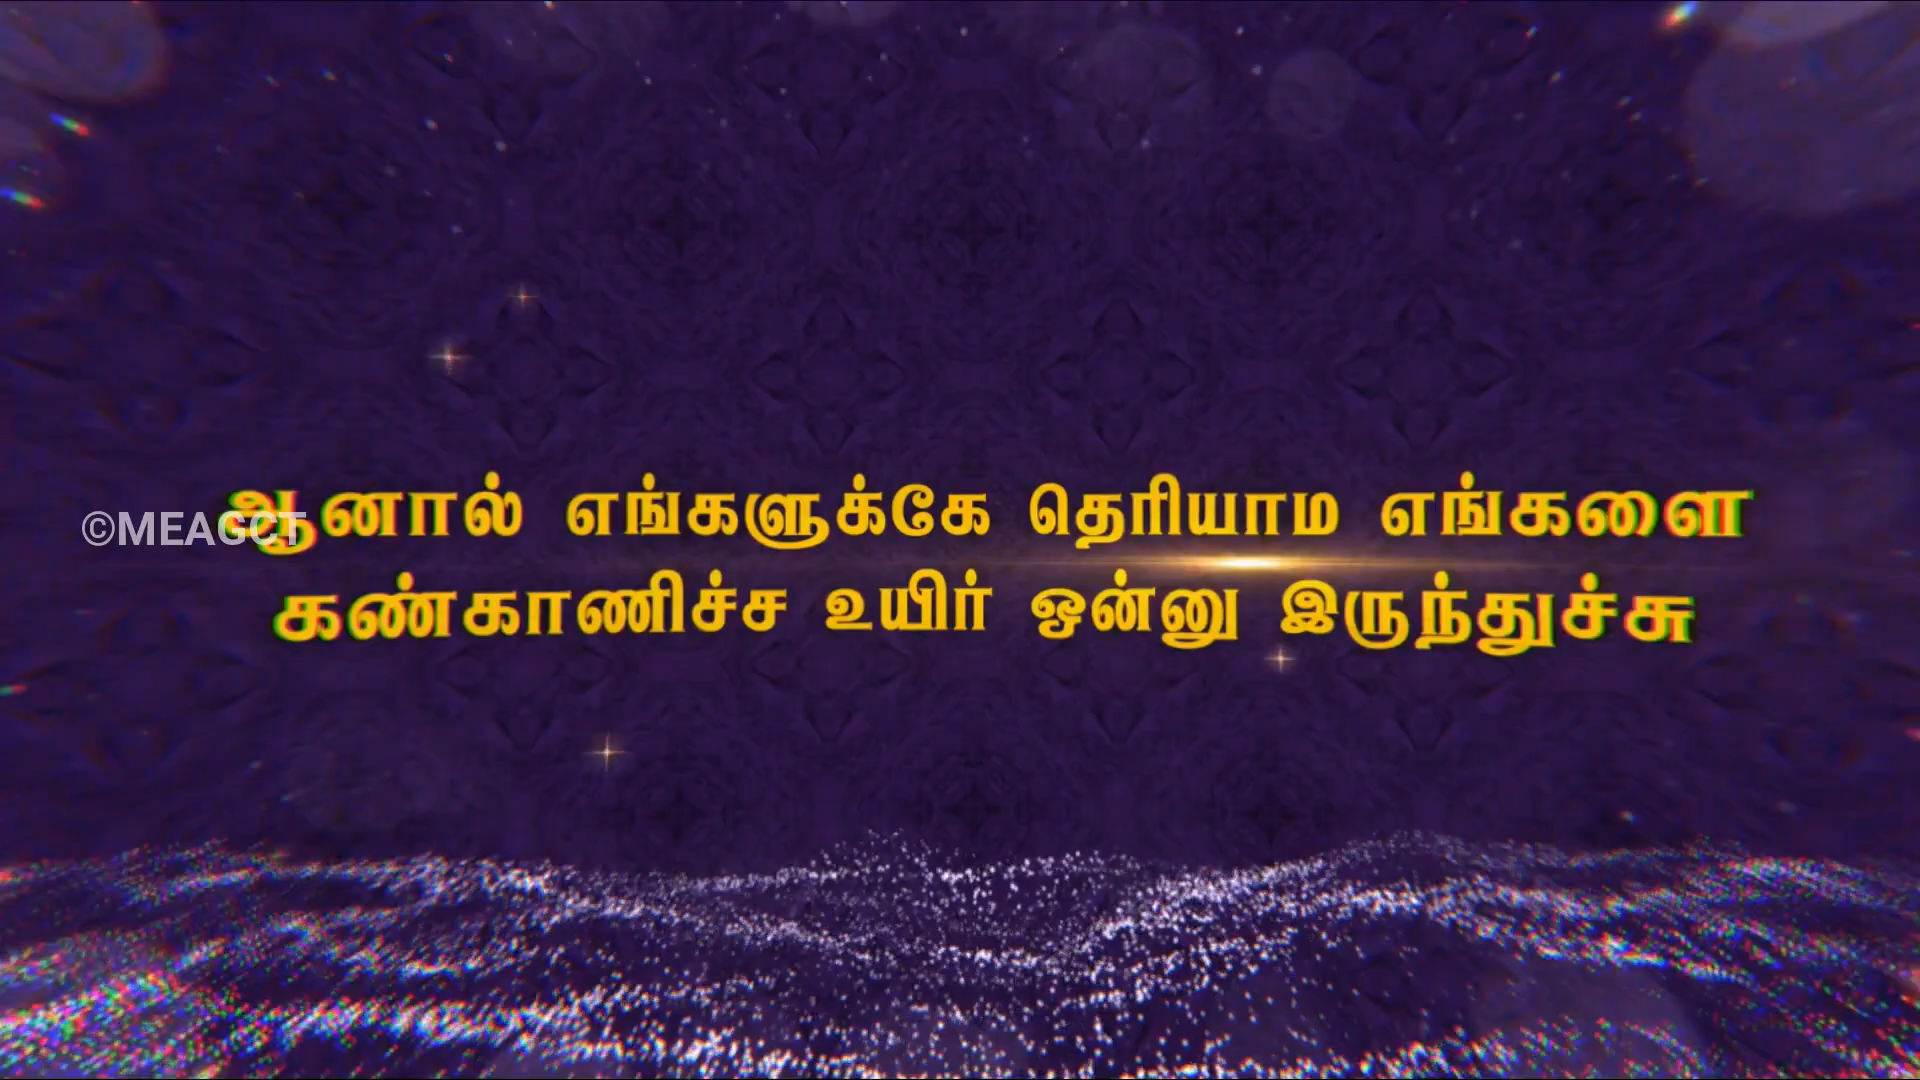 ஆனால் எங்களுக்கே தெரியாம எங்களை
©MEAGCT
கண்காணிச்ச உயிர் ஒன்னு இருந்துச்சு